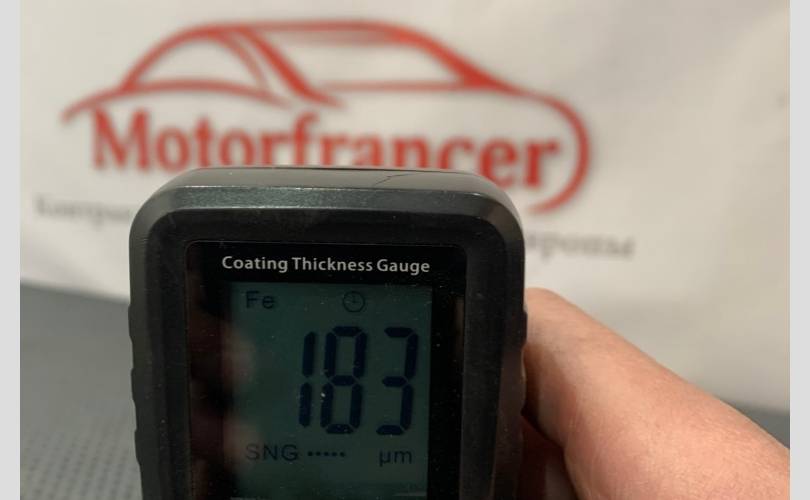 Motorfrancer
Coating Thickness Gauge
Fe
183
SNG ..... µm